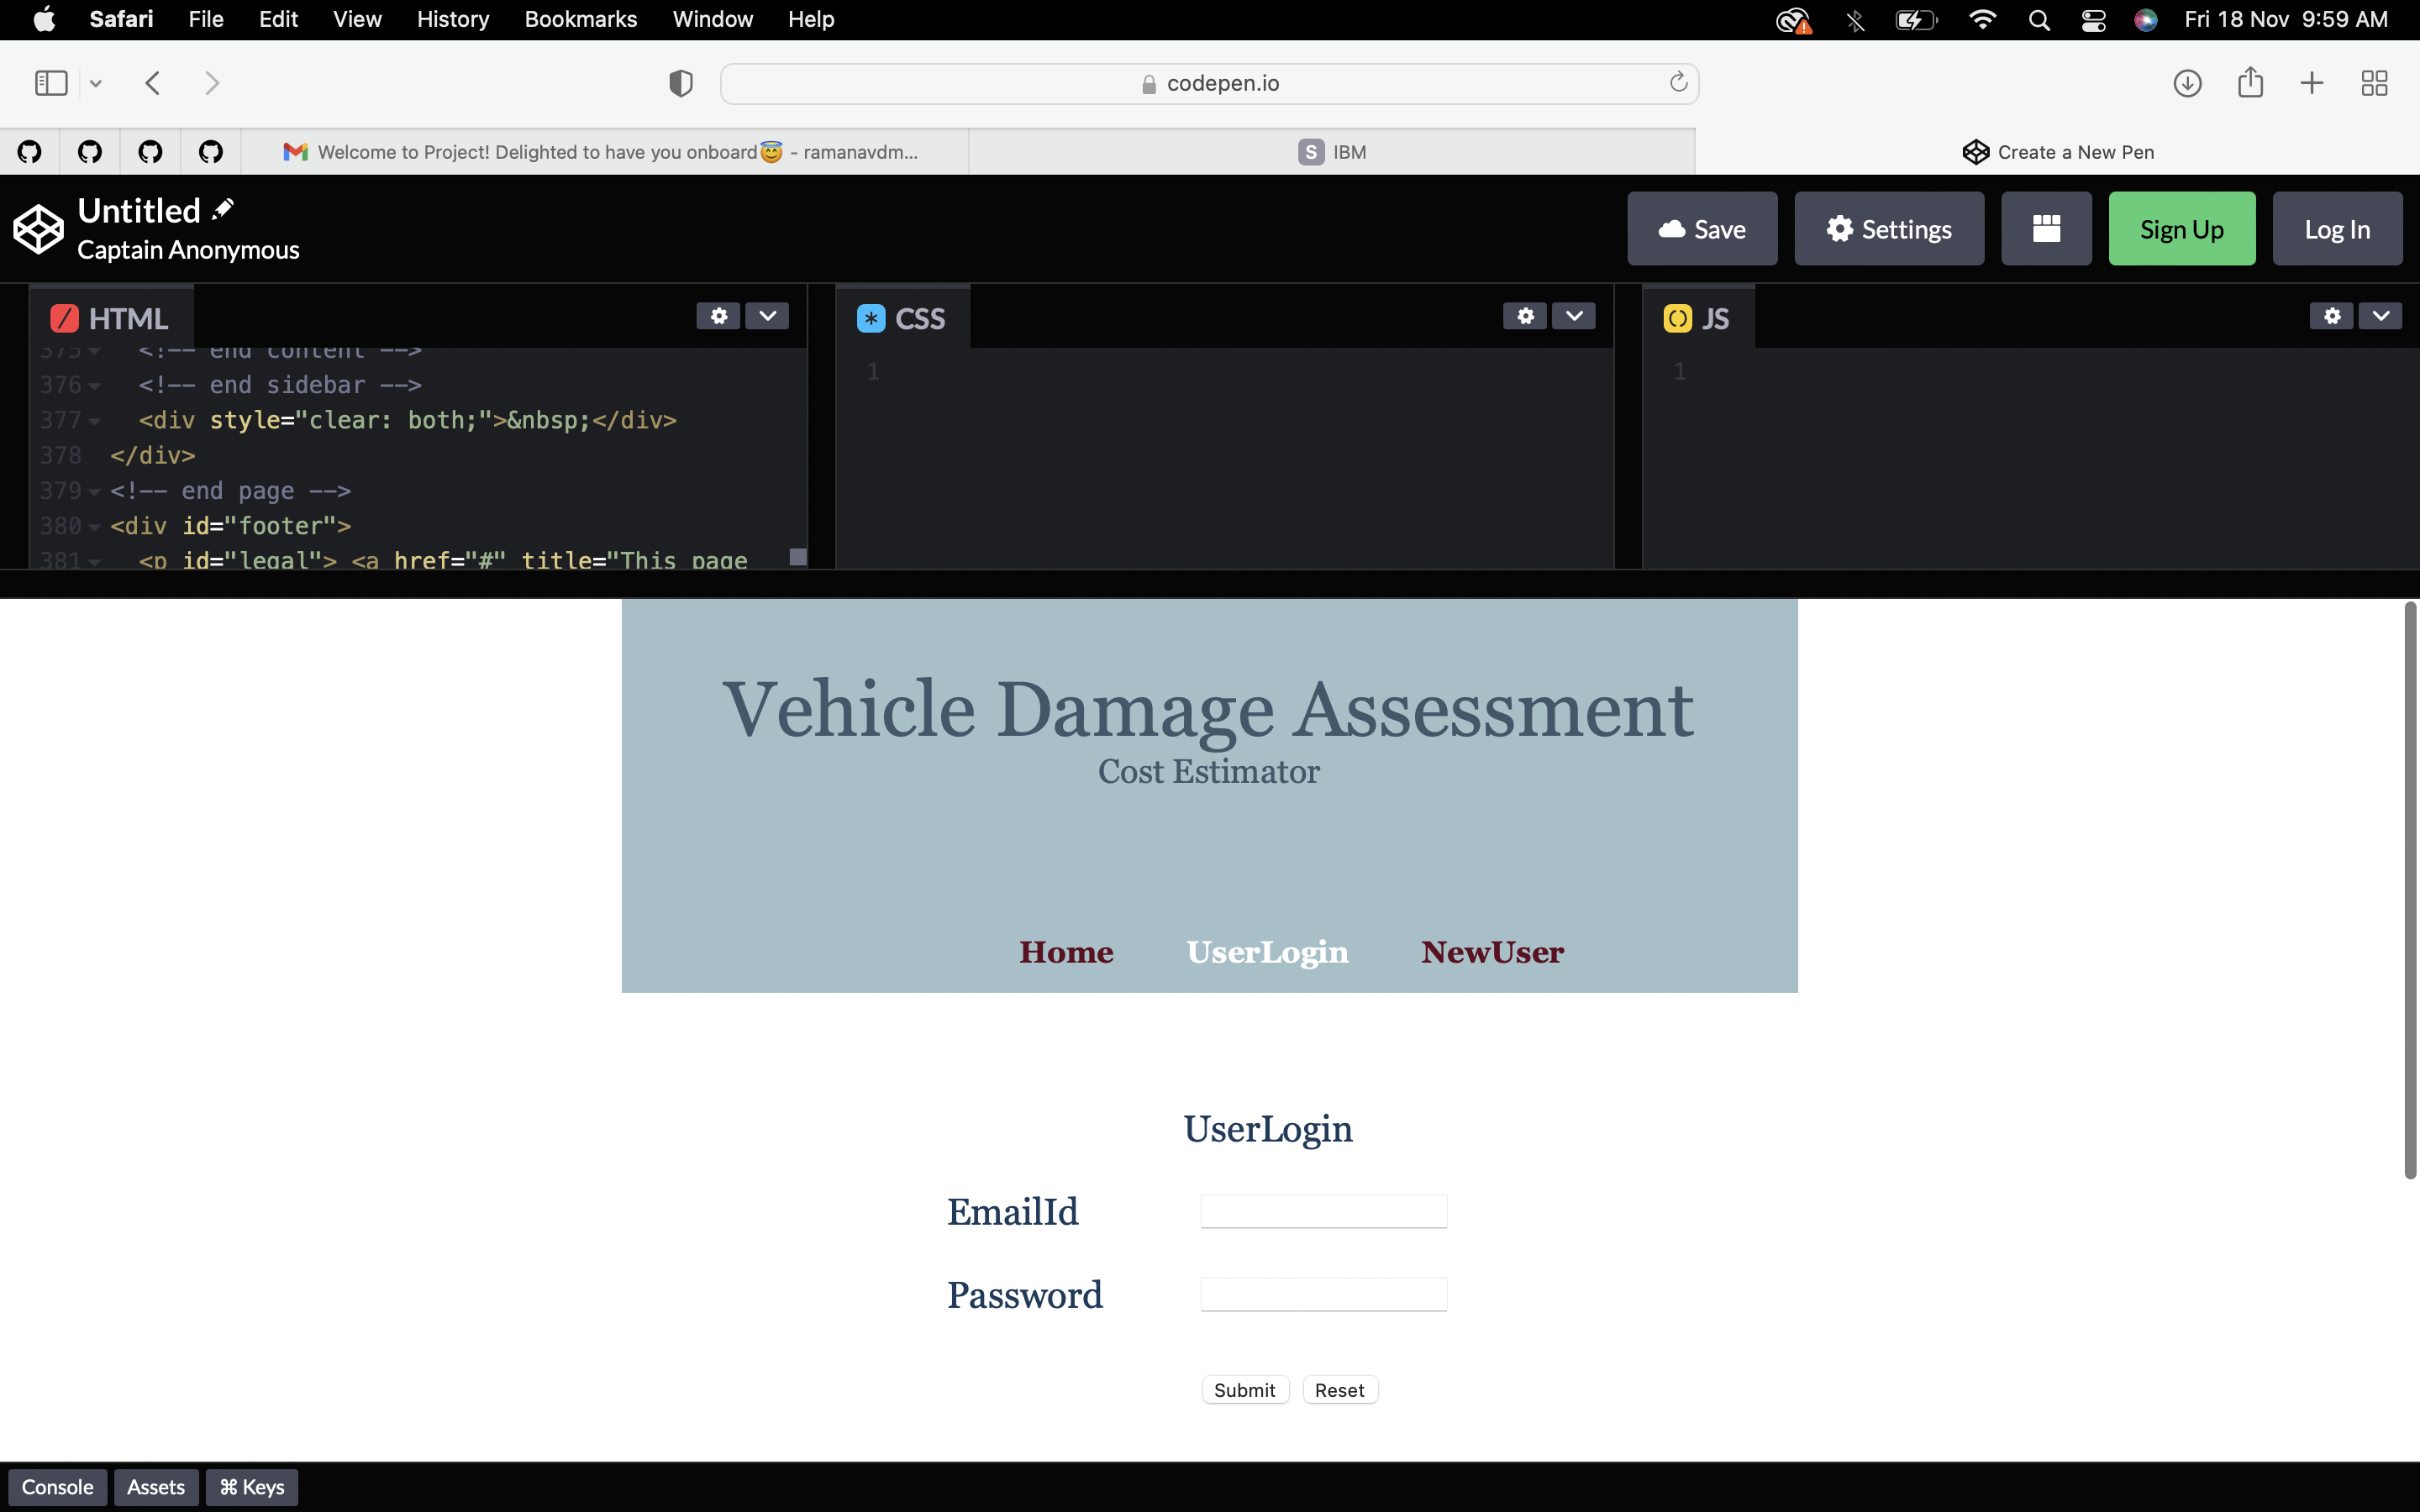 Safari File Edit View History Bookmarks Window Help Fri 18 Nov 9:59 AM
codepen.io
Welcome to Project! Delighted to have you onboard😇 - ramanavdm...
S IBM
Create a New Pen
Untitled
Captain Anonymous
Save
Settings
Sign Up
Log In
HTML
CSS
JS
375 <!-- end content -->
376 <!-- end sidebar -->
377 <div style="clear: both;">&nbsp;</div>
378 </div>
379 <!-- end page -->
380 <div id="footer">
381 <p id="legal"> <a href="#" title="This page
1
1
Vehicle Damage Assessment
Cost Estimator
Home UserLogin NewUser
UserLogin
EmailId
Password
Submit Reset
Console Assets ⌘ Keys